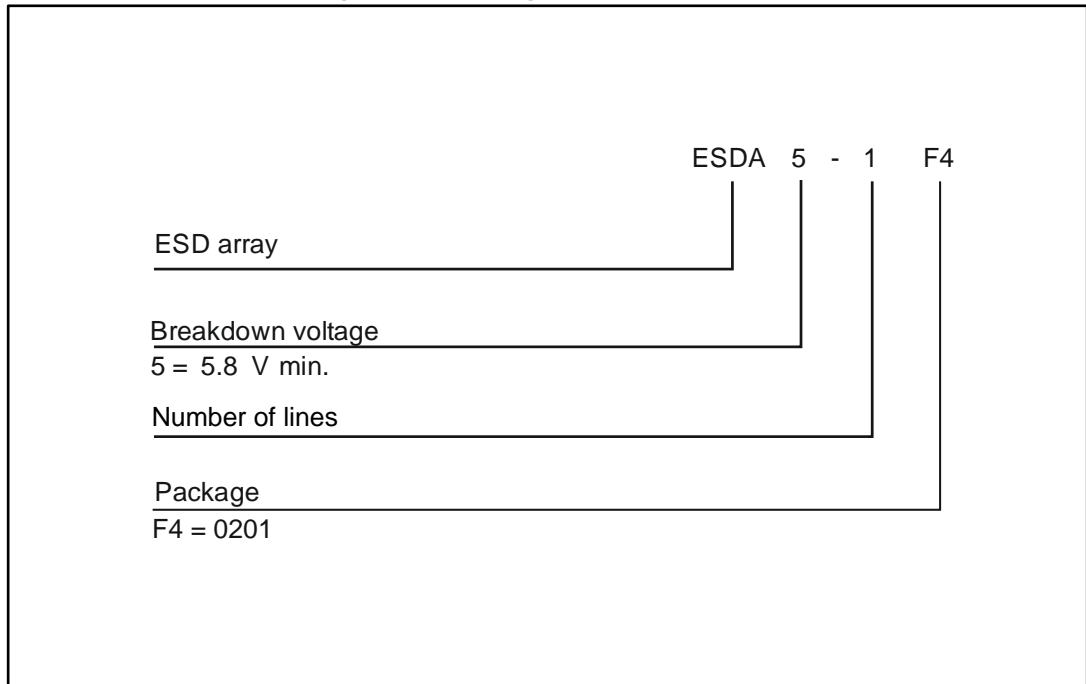 ESDA 5 - 1 F4
ESD array
Breakdown voltage
5 = 5.8 V min.
Number of lines
Package
F4 = 0201